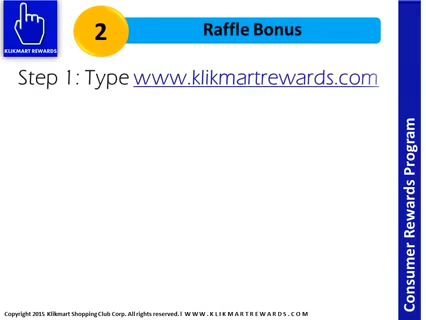 KLIKMART REWARDS
2
Raffle Bonus
Step 1: Type www.klikmartrewards.com
Consumer Rewards Program
Copyright 2015 Klikmart Shopping Club Corp. All rights reserved. I W W W . K L I K M A R T R E W A R D S . C O M